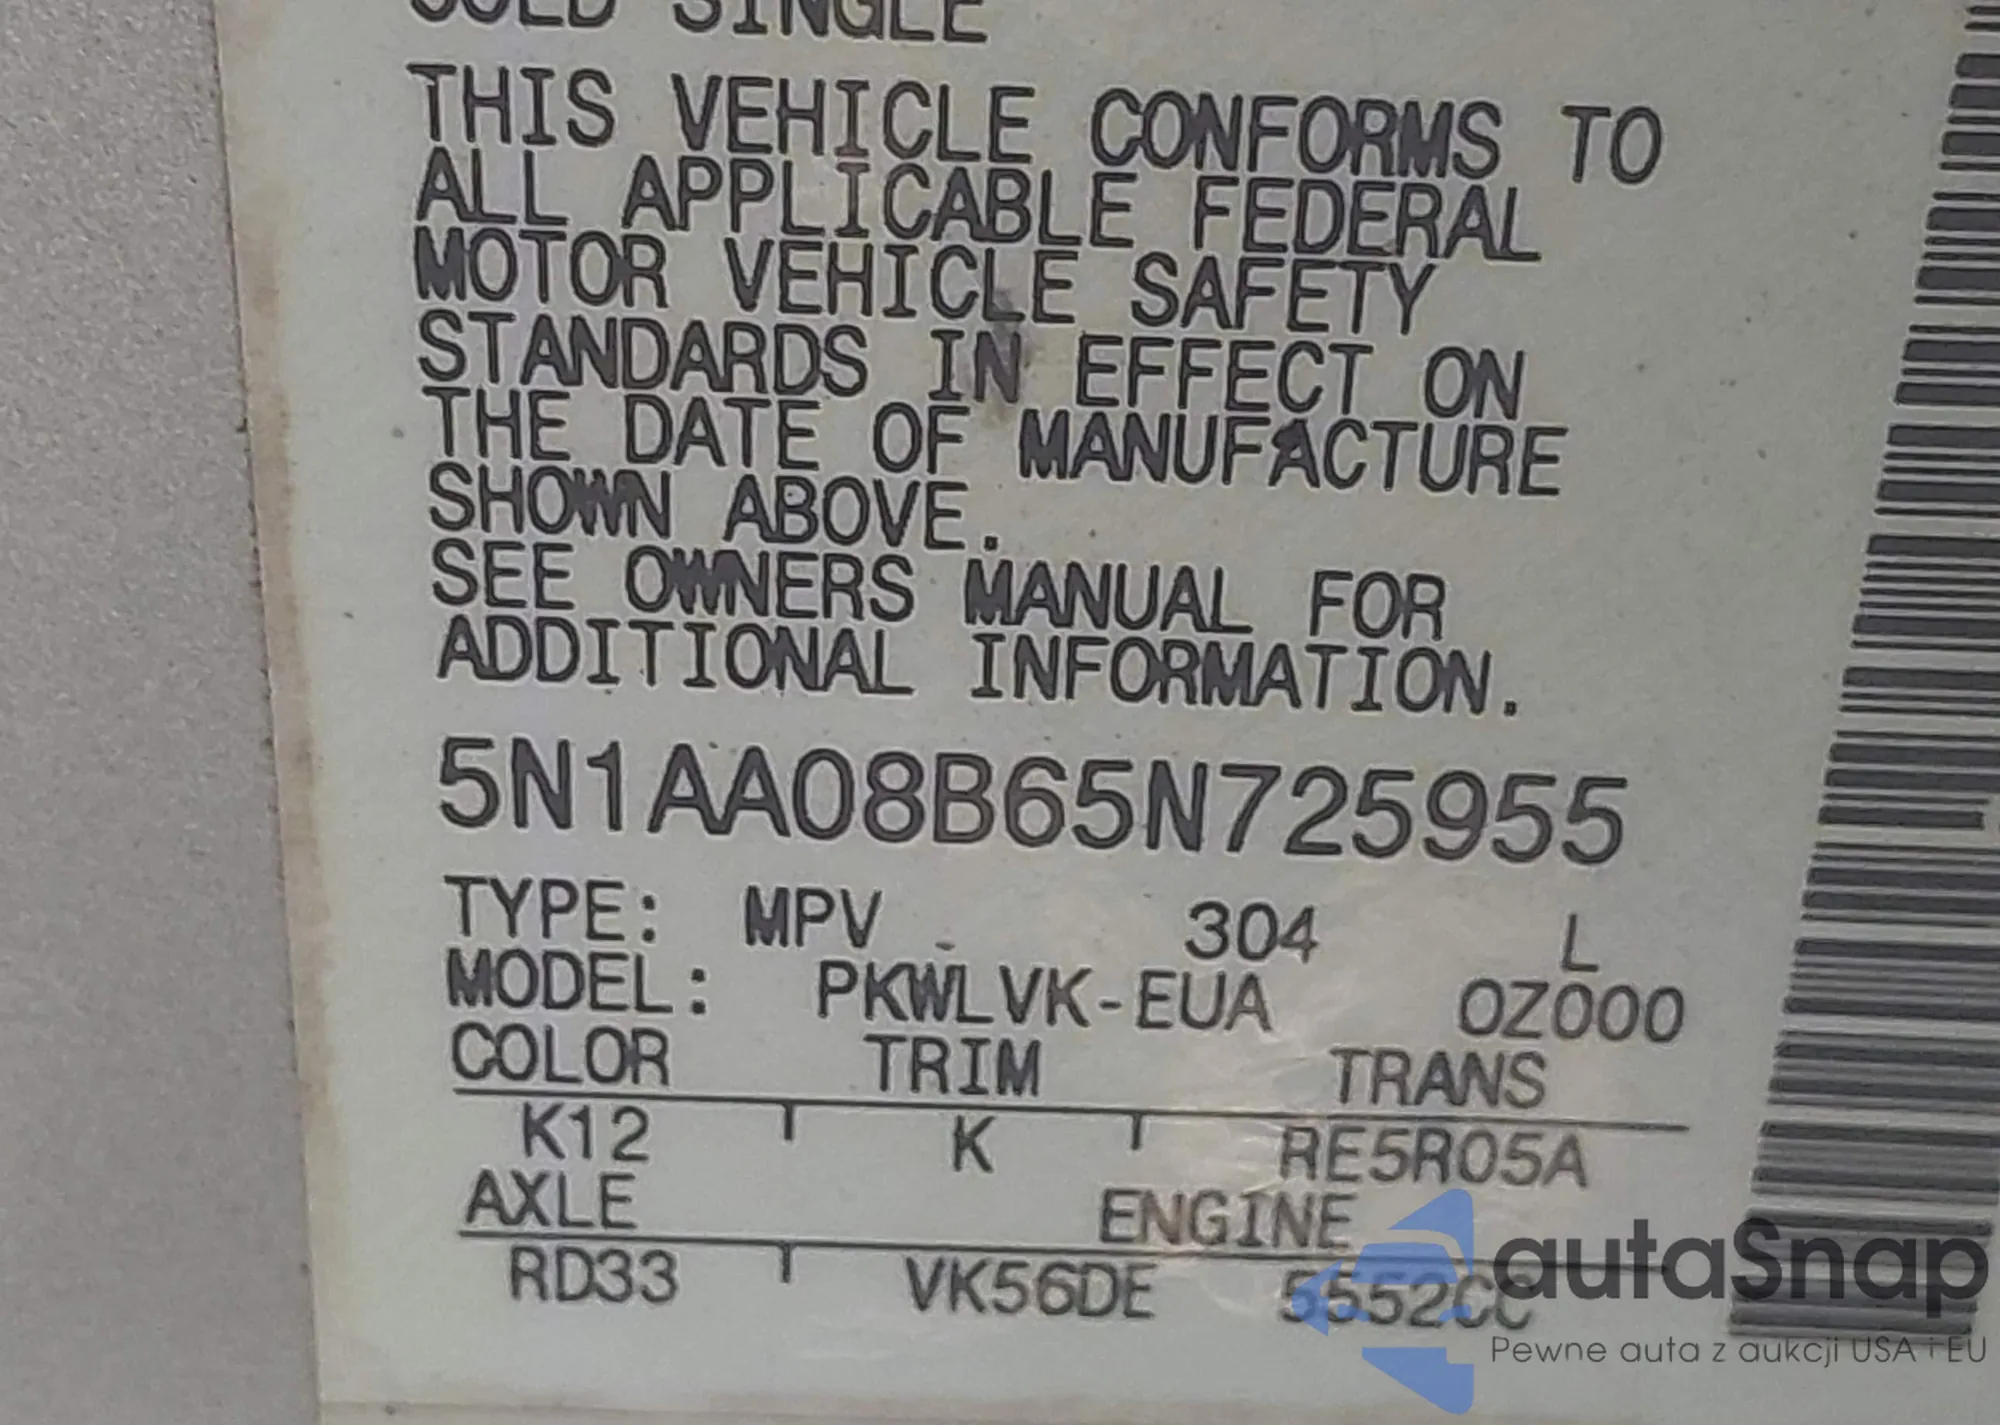 COLD SINGLE
THIS VEHICLE CONFORMS TO
ALL APPLICABLE FEDERAL
MOTOR VEHICLE SAFETY
STANDARDS IN EFFECT ON
THE DATE OF MANUFACTURE
SHOWN ABOVE.
SEE OWNERS MANUAL FOR
ADDITIONAL INFORMATION.
5N1AA08B65N725955
TYPE: MPV 304 L
MODEL: PKWLVK-EUA 0Z000
COLOR TRIM TRANS
K12 K RE5R05A
AXLE ENGINE
RD33 VK56DE 5552CC
autaSnap
Pewne auta z aukcji USA i EU